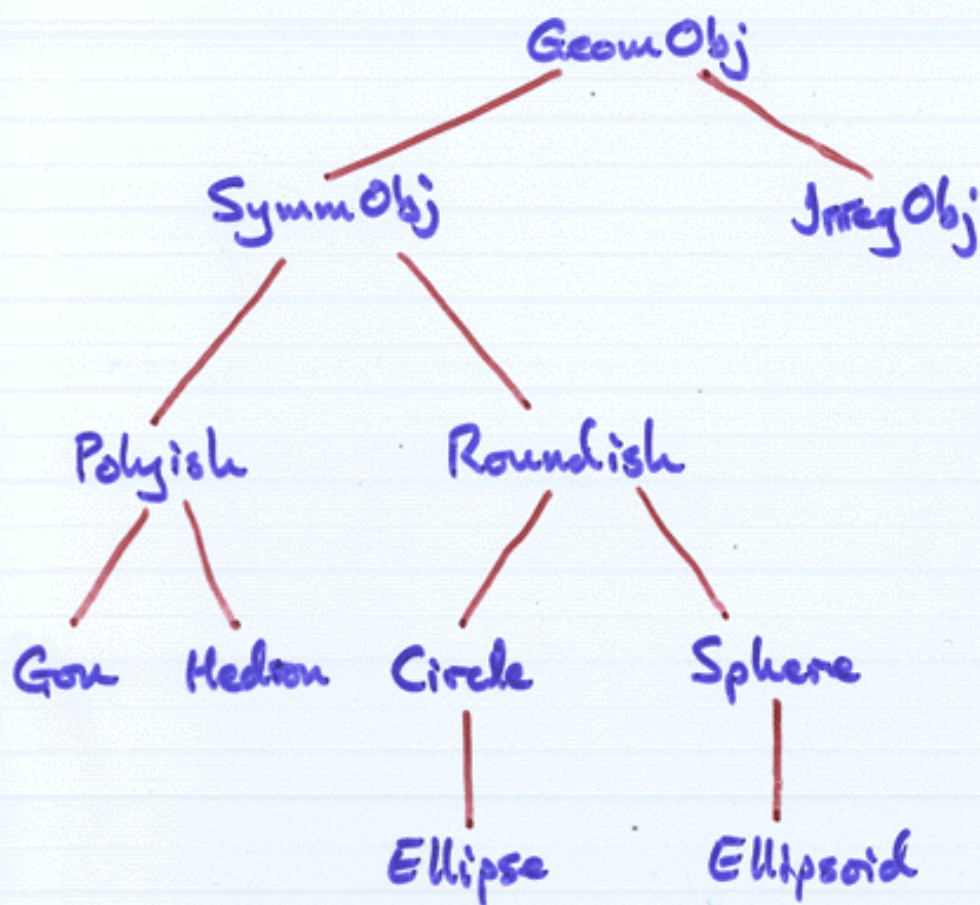 GeomObj
SymmObj
IrregObj
Polyish
Roundish
Gon
Hedron
Circle
Sphere
Ellipse
Ellipsoid